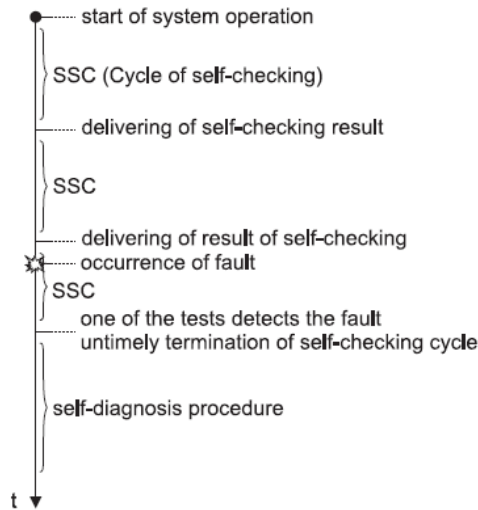 start of system operation
SSC (Cycle of self-checking)
delivering of self-checking result
SSC
delivering of result of self-checking
occurrence of fault
SSC
one of the tests detects the fault
untimely termination of self-checking cycle
self-diagnosis procedure
t